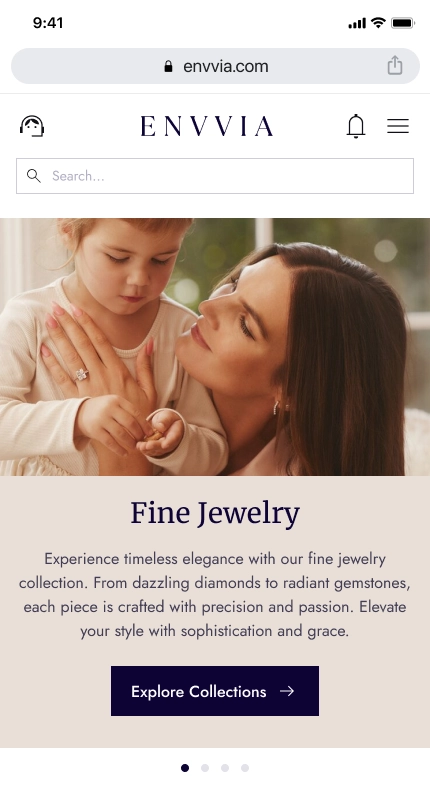 9:41
envvia.com
ENVVIA
Search...
Fine Jewelry
Experience timeless elegance with our fine jewelry
collection. From dazzling diamonds to radiant gemstones,
each piece is crafted with precision and passion. Elevate
your style with sophistication and grace.
Explore Collections